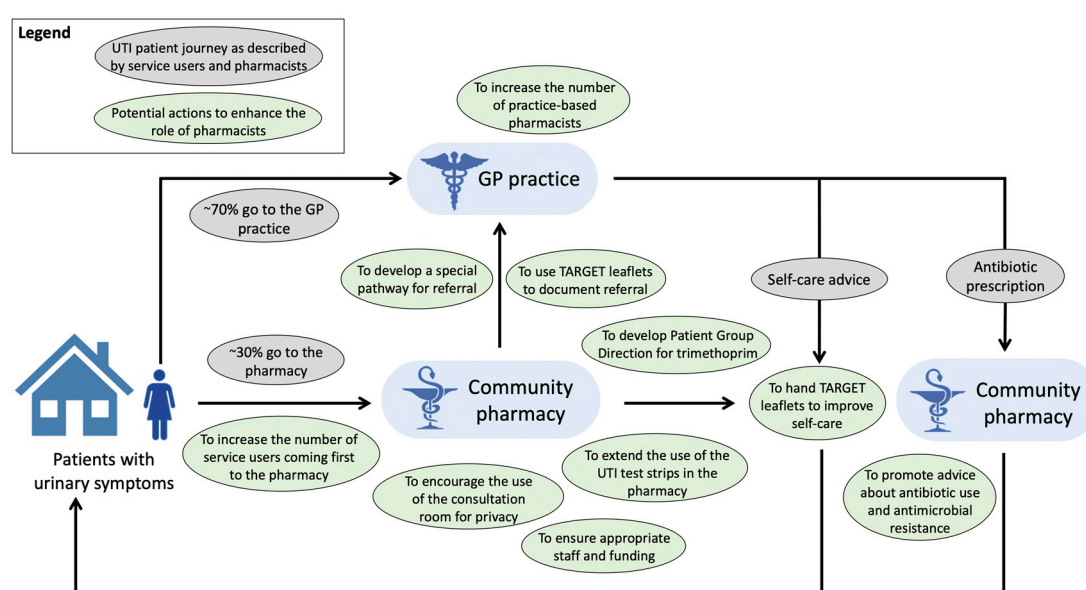 Legend
UTI patient journey as described
by service users and pharmacists
Potential actions to enhance the
role of pharmacists
To increase the number
of practice-based
pharmacists
GP practice
~70% go to the GP
practice
To develop a special
pathway for referral
To use TARGET leaflets
to document referral
Self-care advice
Antibiotic
prescription
~30% go to the
pharmacy
To develop Patient Group
Direction for trimethoprim
Community
pharmacy
To hand TARGET
leaflets to improve
self-care
Community
pharmacy
Patients with
urinary symptoms
To increase the number of
service users coming first
to the pharmacy
To encourage the use
of the consultation
room for privacy
To extend the use of the
UTI test strips in the
pharmacy
To ensure appropriate
staff and funding
To promote advice
about antibiotic use
and antimicrobial
resistance